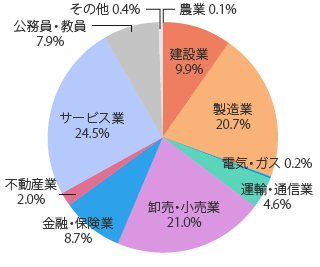 その他 0.4%
農業 0.1%
建設業
9.9%
製造業
20.7%
電気・ガス 0.2%
運輸・通信業
4.6%
卸売・小売業
21.0%
金融・保険業
8.7%
不動産業
2.0%
サービス業
24.5%
公務員・教員
7.9%